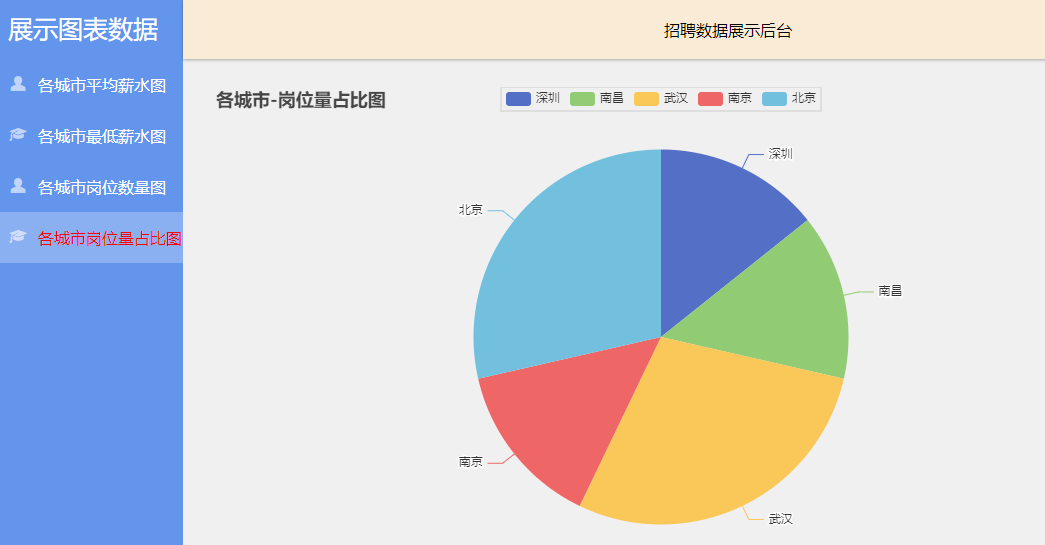 展示图表数据
各城市平均薪水图
各城市最低薪水图
各城市岗位数量图
各城市岗位量占比图
招聘数据展示后台
各城市-岗位量占比图
深圳 南昌 武汉 南京 北京
深圳
北京
南昌
南京
武汉